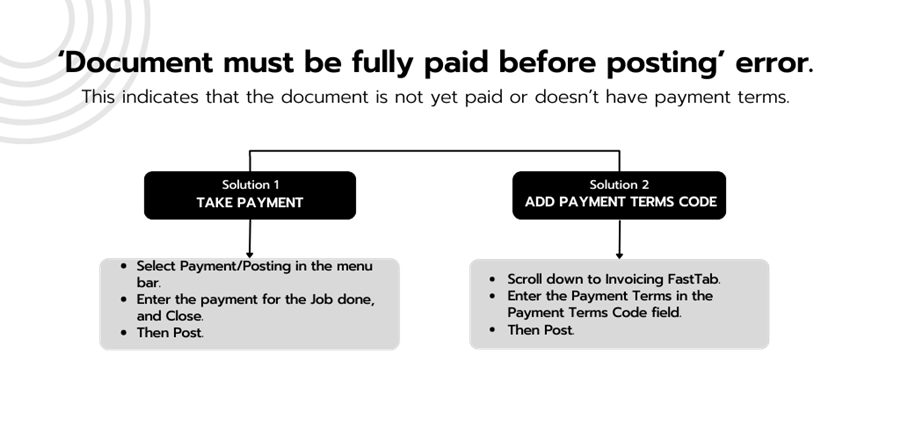 ‘Document must be fully paid before posting’ error.
This indicates that the document is not yet paid or doesn’t have payment terms.
Solution 1
TAKE PAYMENT
• Select Payment/Posting in the menu
bar.
• Enter the payment for the Job done,
and Close.
• Then Post.
Solution 2
ADD PAYMENT TERMS CODE
• Scroll down to Invoicing FastTab.
• Enter the Payment Terms in the
Payment Terms Code field.
• Then Post.